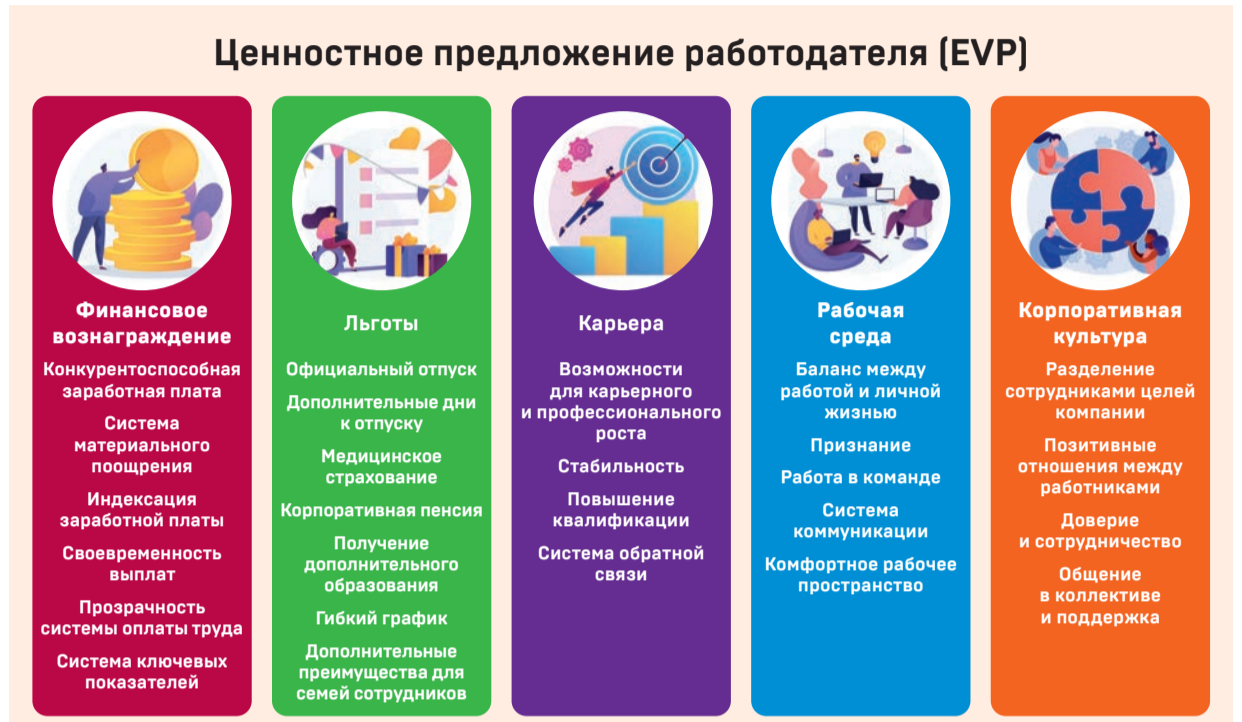 Ценностное предложение работодателя (EVP)
Финансовое
вознаграждение
Конкурентоспособная
заработная плата
Система
материального
поощрения
Индексация
заработной платы
Своевременность
выплат
Прозрачность
системы оплаты труда
Система ключевых
показателей
Льготы
Официальный отпуск
Дополнительные дни
к отпуску
Медицинское
страхование
Корпоративная пенсия
Получение
дополнительного
образования
Гибкий график
Дополнительные
преимущества для
семей сотрудников
Карьера
Возможности
для карьерного
и профессионального
роста
Стабильность
Повышение
квалификации
Система обратной
связи
Рабочая
среда
Баланс между
работой и личной
жизнью
Признание
Работа в команде
Система
коммуникации
Комфортное рабочее
пространство
Корпоративная
культура
Разделение
сотрудниками целей
компании
Позитивные
отношения между
работниками
Доверие
и сотрудничество
Общение
в коллективе
и поддержка